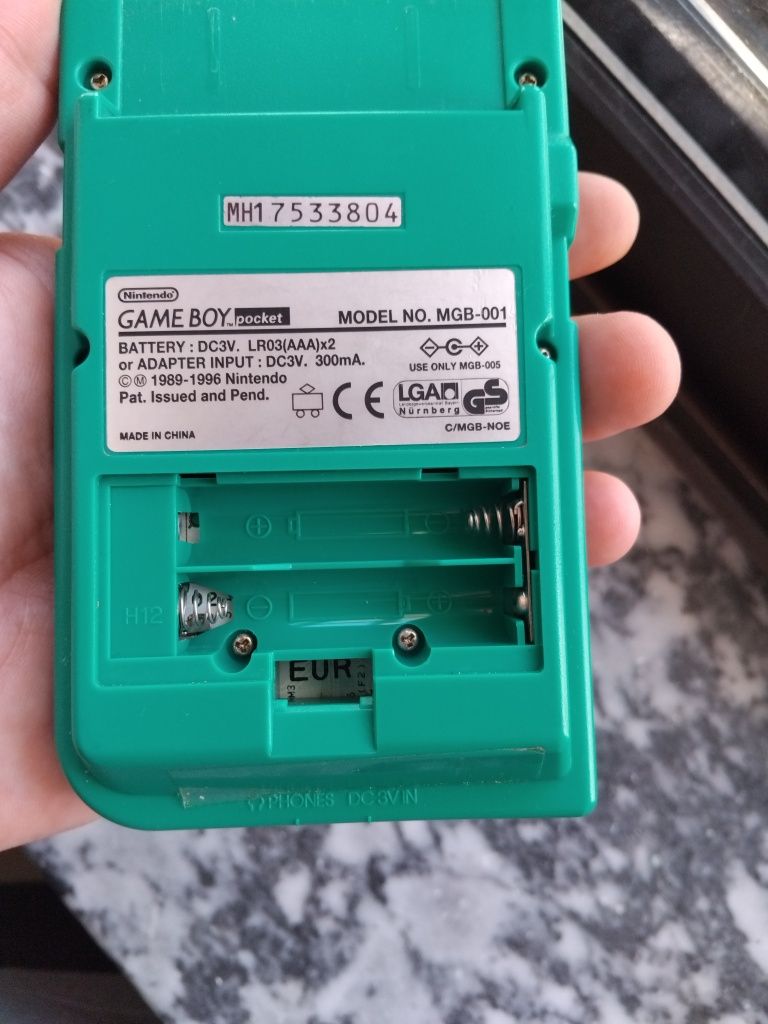 MH17533804
Nintendo
GAME BOY™ pocket
MODEL NO. MGB-001
BATTERY : DC3V. LR03(AAA)x2
or ADAPTER INPUT : DC3V. 300mA.
USE ONLY MGB-005
©Ⓜ 1989-1996 Nintendo
Pat. Issued and Pend.
CE
LGA
Nürnberg
GS
MADE IN CHINA
C/MGB-NOE
H12
EUR
(F2)
PHONES DC3V IN